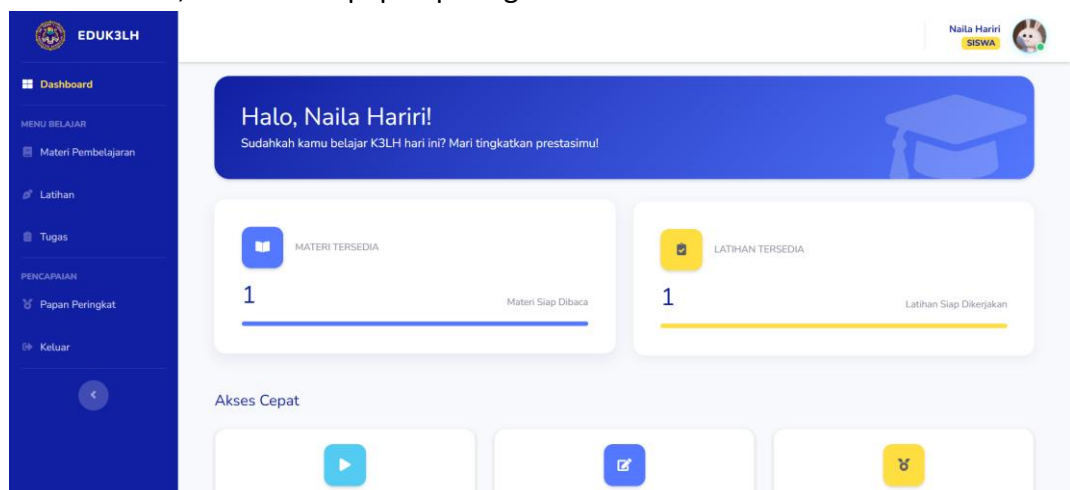 EDUK3LH
Naila Hariri
SISWA
Dashboard
MENU BELAJAR
Materi Pembelajaran
Latihan
Tugas
PENCAPAIAN
Papan Peringkat
Keluar
Halo, Naila Hariri!
Sudahkah kamu belajar K3LH hari ini? Mari tingkatkan prestasimu!
MATERI TERSEDIA
1
Materi Siap Dibaca
LATIHAN TERSEDIA
1
Latihan Siap Dikerjakan
Akses Cepat